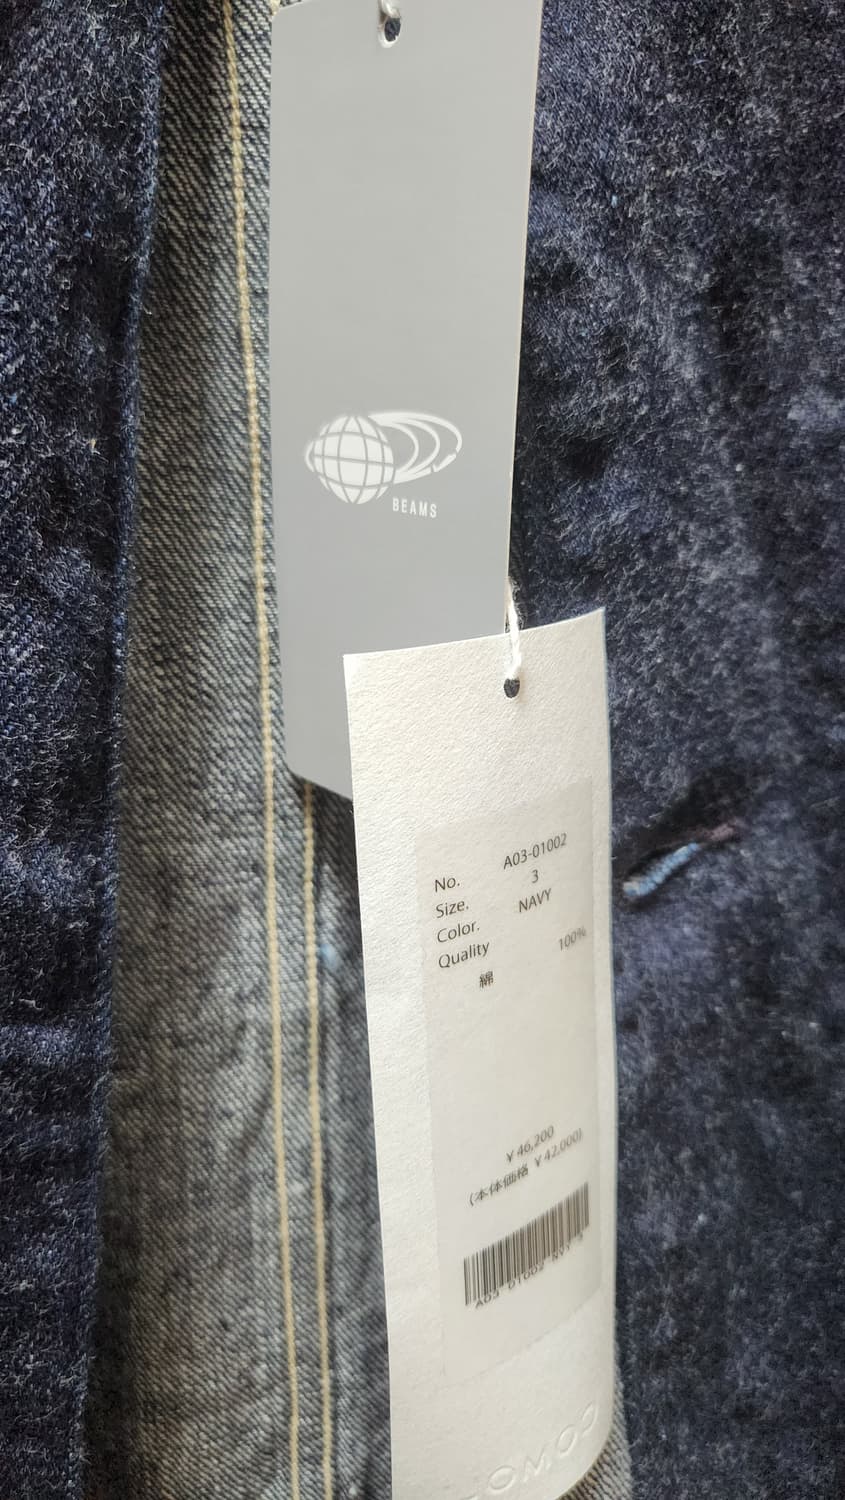 BEAMS
No. A03-01002
Size. 3
Color. NAVY
Quality 100%
綿
￥46,200
(本体価格 ￥42,000)